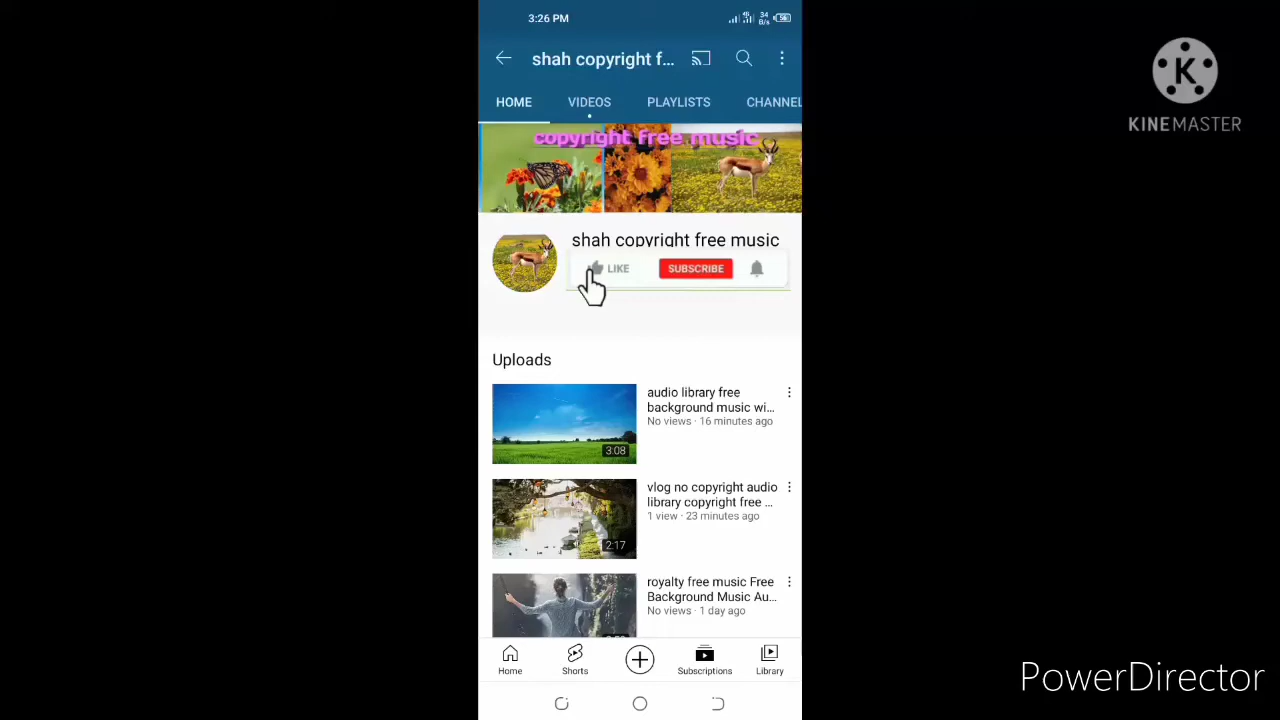 3:26 PM
4G
34
B/s
56
shah copyright f...
HOME
VIDEOS
PLAYLISTS
CHANNEL
K
KINEMASTER
copyright free music
shah copyright free music
LIKE
SUBSCRIBE
Uploads
audio library free
background music wi...
No views · 16 minutes ago
3:08
vlog no copyright audio
library copyright free ...
1 view · 23 minutes ago
2:17
royalty free music Free
Background Music Au...
No views · 1 day ago
Home
Shorts
Subscriptions
Library
PowerDirector